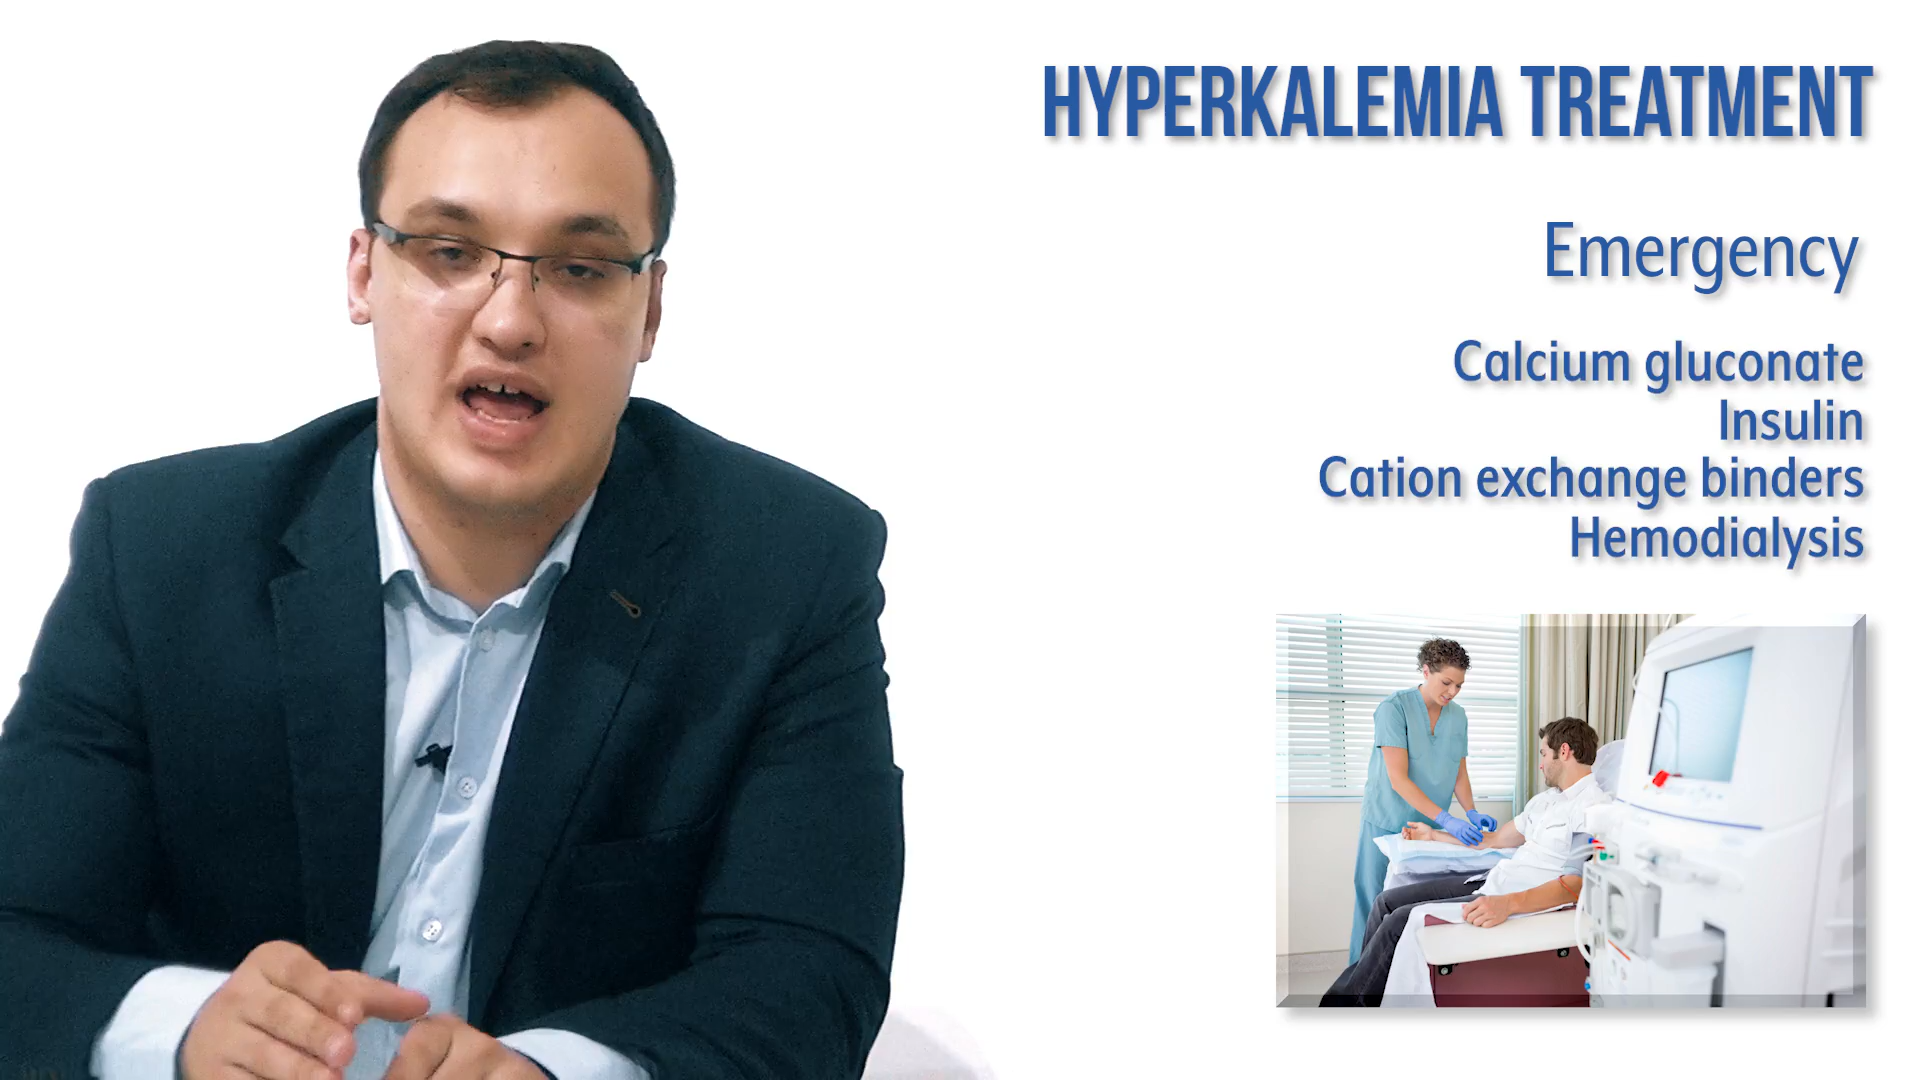 HYPERKALEMIA TREATMENT
Emergency
Calcium gluconate
Insulin
Cation exchange binders
Hemodialysis